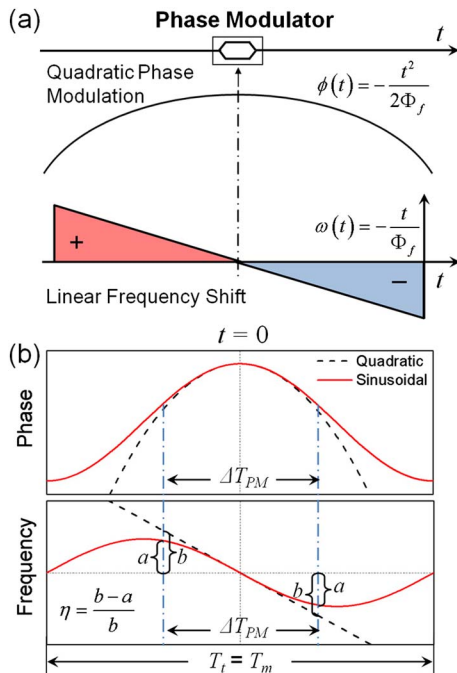 (a) Phase Modulator
t
Quadratic Phase
Modulation
ϕ(t) = − t² / 2Φ_f
+
ω(t) = − t / Φ_f
−
t
Linear Frequency Shift
t = 0
(b)
Quadratic
Sinusoidal
Phase
ΔT_PM
Frequency
a b
b a
η = (b − a) / b
ΔT_PM
T_t = T_m